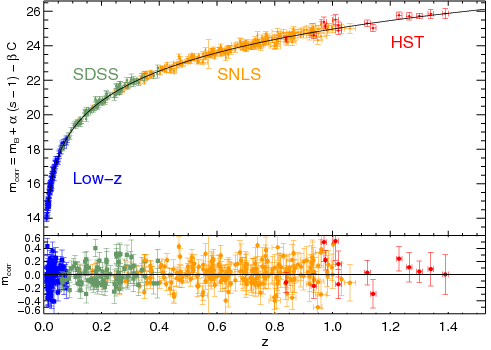 26
24
22
20
18
16
14
m_corr = m_B + α (s − 1) − β C
SDSS
SNLS
HST
Low−z
0.6
0.4
0.2
0.0
−0.2
−0.4
−0.6
m_corr
0.0 0.2 0.4 0.6 0.8 1.0 1.2 1.4
z